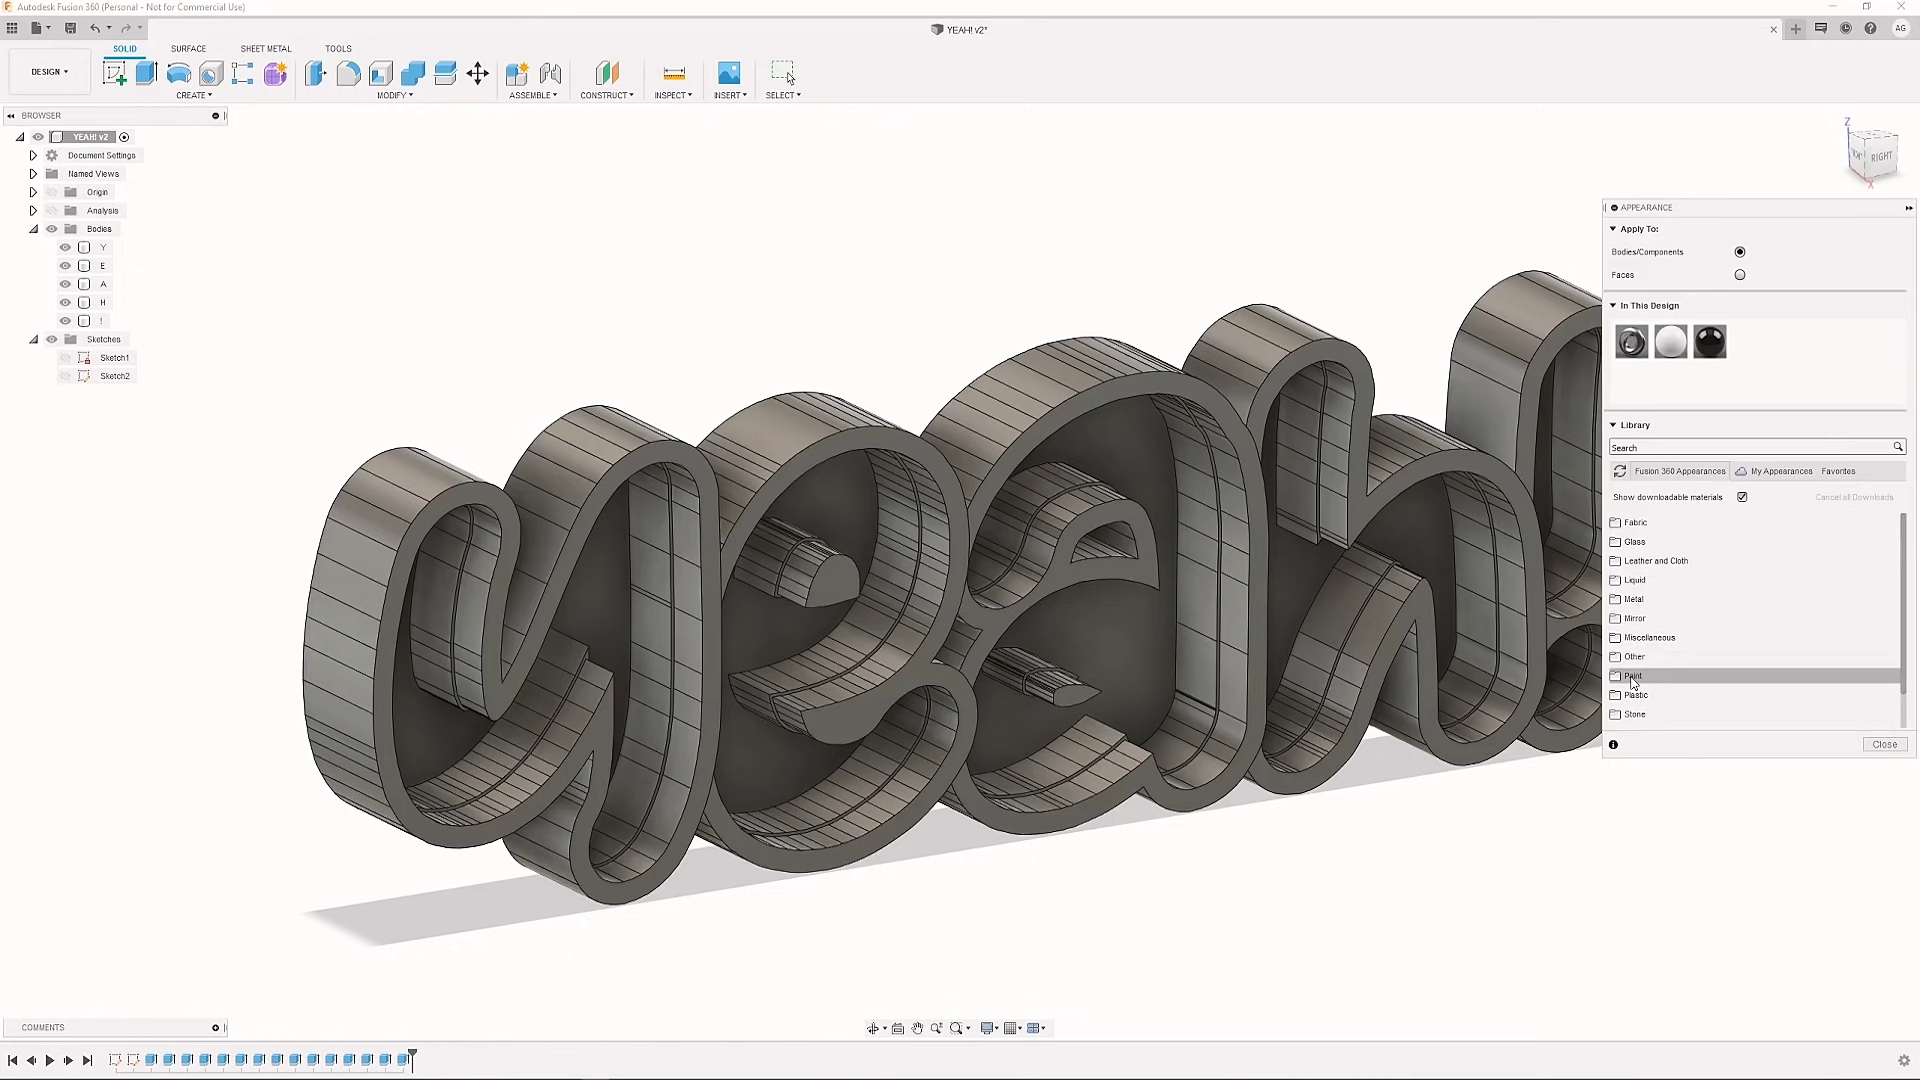 Autodesk Fusion 360 (Personal - Not for Commercial Use)
YEAH! v2*
AG
DESIGN
SOLID SURFACE SHEET METAL TOOLS
CREATE MODIFY ASSEMBLE CONSTRUCT INSPECT INSERT SELECT
BROWSER
YEAH! v2
Document Settings
Named Views
Origin
Analysis
Bodies
Y
E
A
H
!
Sketches
Sketch1
Sketch2
yeah!
Z
RIGHT
X
APPEARANCE
Apply To:
Bodies/Components
Faces
In This Design
Library
Search
Fusion 360 Appearances My Appearances Favorites
Show downloadable materials Cancel all Downloads
Fabric
Glass
Leather and Cloth
Liquid
Metal
Mirror
Miscellaneous
Other
Paint
Plastic
Stone
Close
COMMENTS